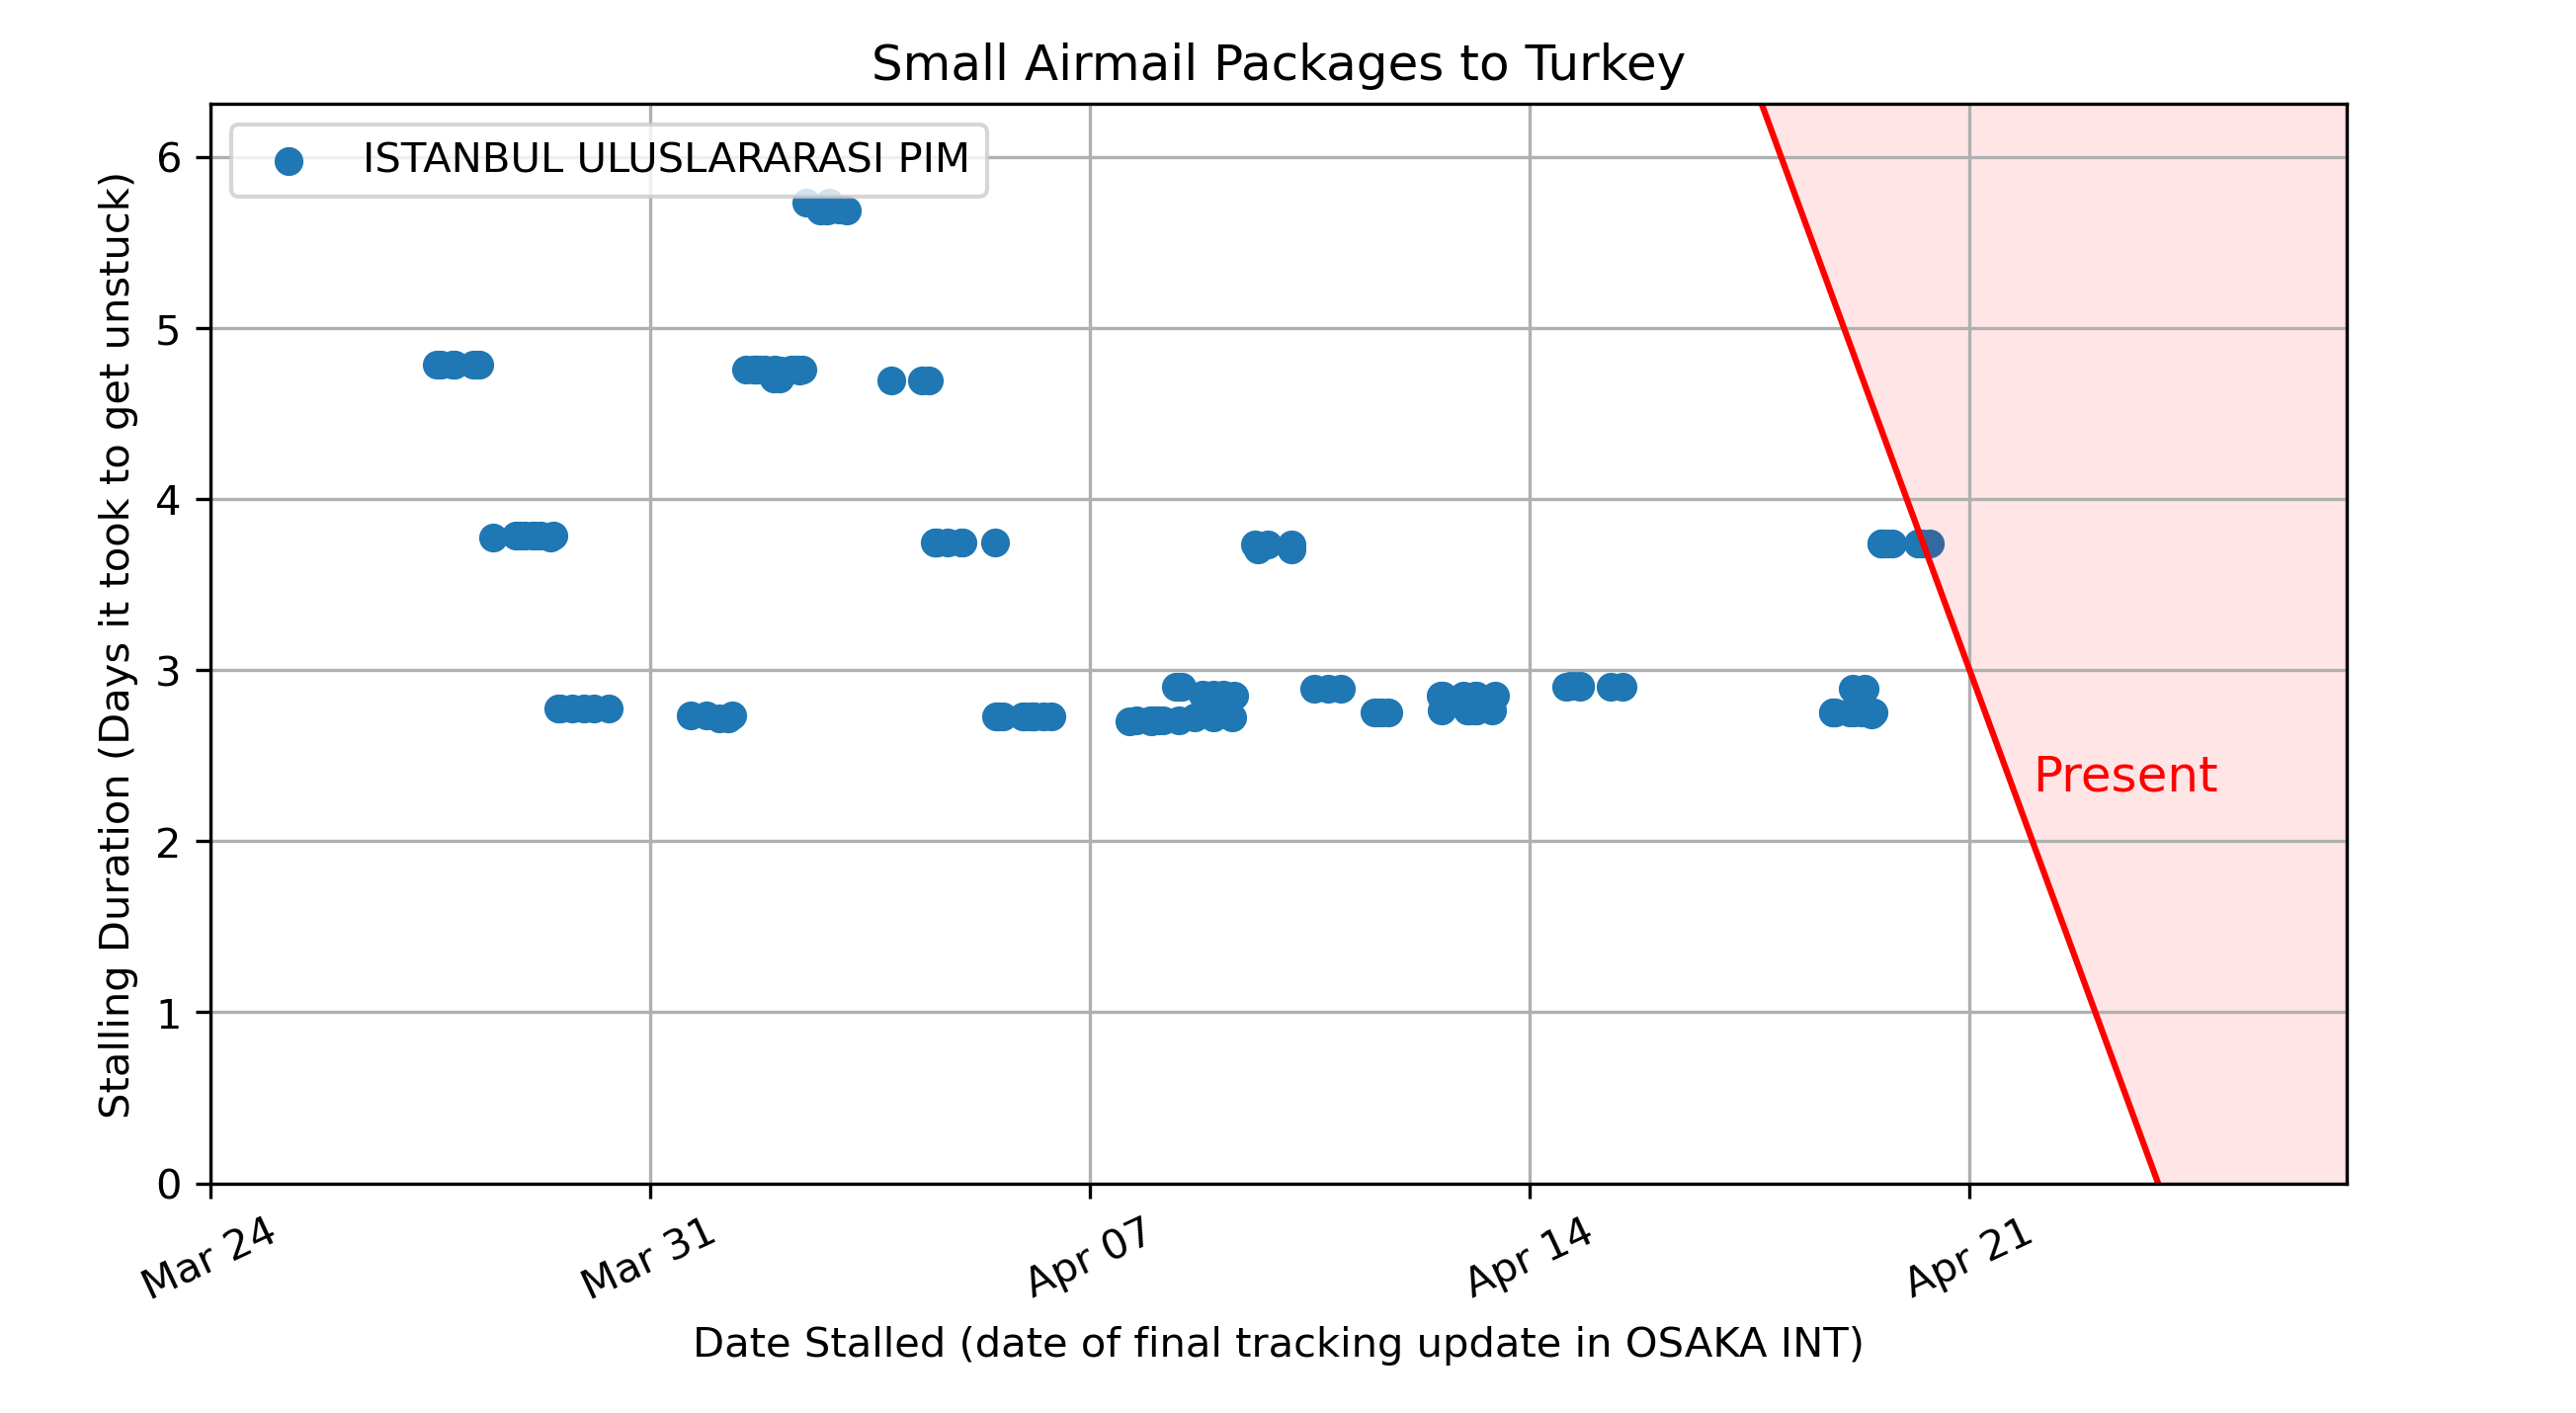 Small Airmail Packages to Turkey
ISTANBUL ULUSLARARASI PIM
Stalling Duration (Days it took to get unstuck)
6
5
4
3
2
1
0
Present
Mar 24
Mar 31
Apr 07
Apr 14
Apr 21
Date Stalled (date of final tracking update in OSAKA INT)